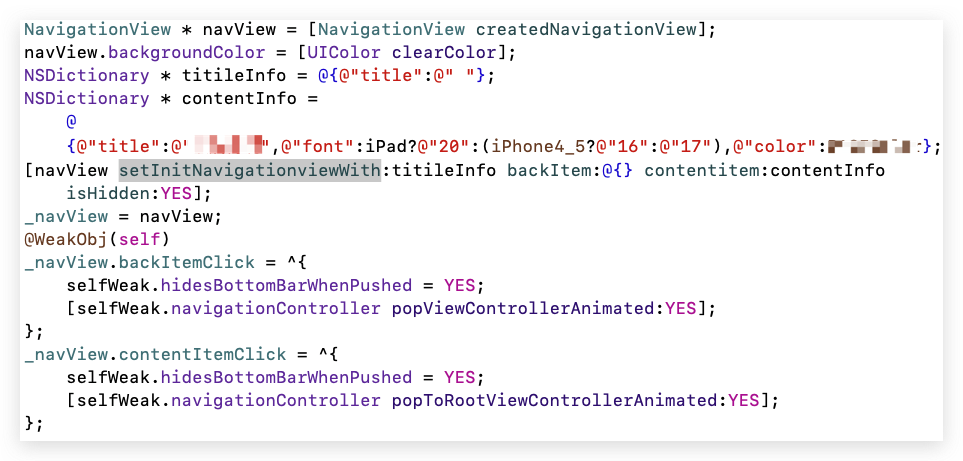 NavigationView * navView = [NavigationView createdNavigationView];
navView.backgroundColor = [UIColor clearColor];
NSDictionary * titileInfo = @{@"title":@" "};
NSDictionary * contentInfo =
@
{@"title":@" ",@"font":iPad?@"20":(iPhone4_5?@"16":@"17"),@"color": };
[navView setInitNavigationviewWith:titileInfo backItem:@{} contentitem:contentInfo
isHidden:YES];
_navView = navView;
@WeakObj(self)
_navView.backItemClick = ^{
selfWeak.hidesBottomBarWhenPushed = YES;
[selfWeak.navigationController popViewControllerAnimated:YES];
};
_navView.contentItemClick = ^{
selfWeak.hidesBottomBarWhenPushed = YES;
[selfWeak.navigationController popToRootViewControllerAnimated:YES];
};